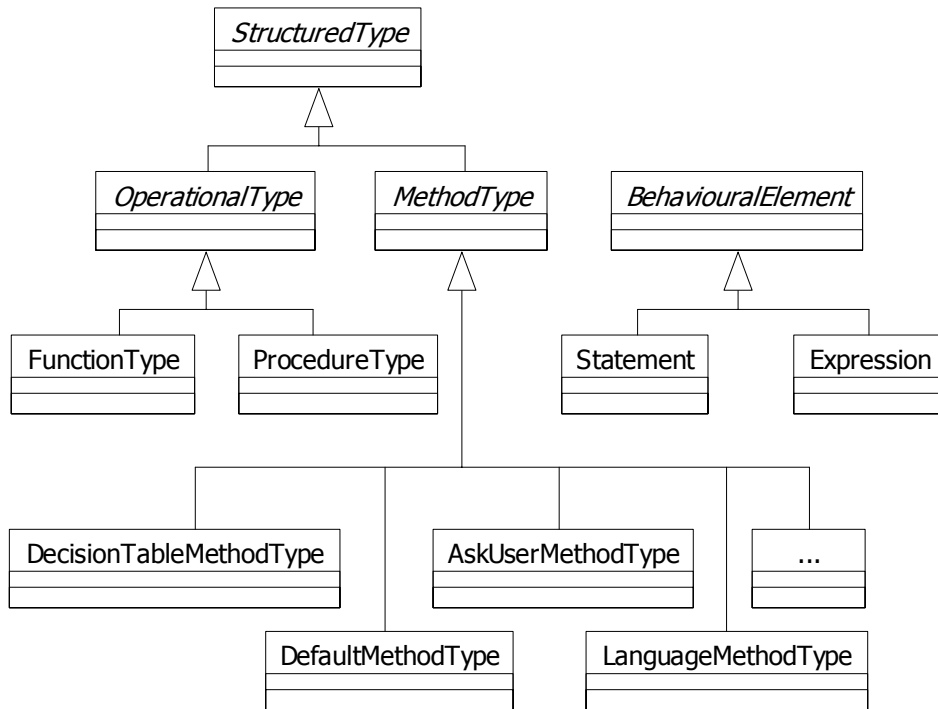 StructuredType
OperationalType
MethodType
BehaviouralElement
FunctionType
ProcedureType
Statement
Expression
DecisionTableMethodType
AskUserMethodType
...
DefaultMethodType
LanguageMethodType